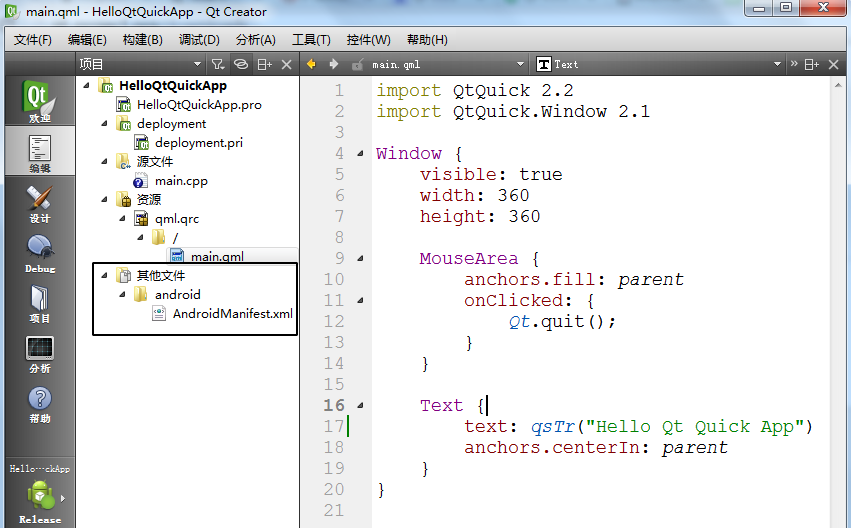 main.qml - HelloQtQuickApp - Qt Creator
文件(F) 编辑(E) 构建(B) 调试(D) 分析(A) 工具(T) 控件(W) 帮助(H)
项目
main.qml
Text
欢迎
编辑
设计
Debug
项目
分析
帮助
Hello···ckApp
Release
HelloQtQuickApp
HelloQtQuickApp.pro
deployment
deployment.pri
源文件
main.cpp
资源
qml.qrc
/
main.qml
其他文件
android
AndroidManifest.xml
1 import QtQuick 2.2
2 import QtQuick.Window 2.1
3
4 Window {
5 visible: true
6 width: 360
7 height: 360
8
9 MouseArea {
10 anchors.fill: parent
11 onClicked: {
12 Qt.quit();
13 }
14 }
15
16 Text {
17 text: qsTr("Hello Qt Quick App")
18 anchors.centerIn: parent
19 }
20 }
21